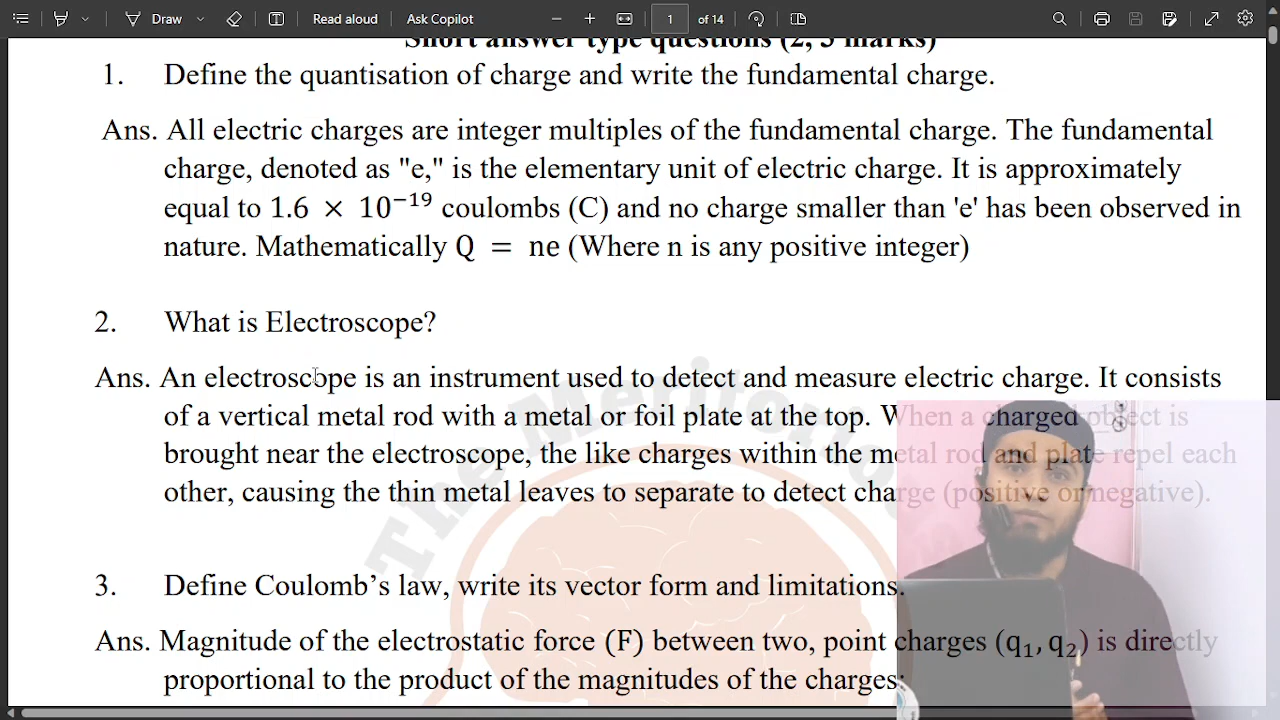 Draw
Read aloud
Ask Copilot
1
of 14
Short answer type questions (2, 3 marks)
1. Define the quantisation of charge and write the fundamental charge.
Ans. All electric charges are integer multiples of the fundamental charge. The fundamental
charge, denoted as "e," is the elementary unit of electric charge. It is approximately
equal to 1.6 × 10⁻¹⁹ coulombs (C) and no charge smaller than 'e' has been observed in
nature. Mathematically Q = ne (Where n is any positive integer)
2. What is Electroscope?
Ans. An electroscope is an instrument used to detect and measure electric charge. It consists
of a vertical metal rod with a metal or foil plate at the top. When a charged object is
brought near the electroscope, the like charges within the metal rod and plate repel each
other, causing the thin metal leaves to separate to detect charge (positive or negative).
3. Define Coulomb's law, write its vector form and limitations.
Ans. Magnitude of the electrostatic force (F) between two, point charges (q₁, q₂) is directly
proportional to the product of the magnitudes of the charges:
The